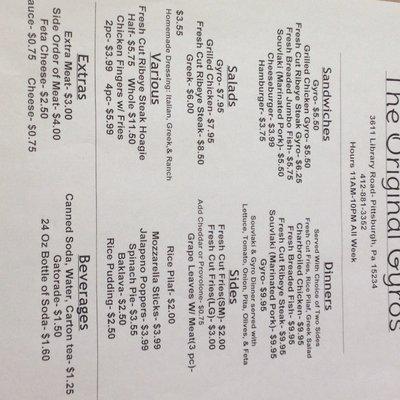 The Original Gyros
3611 Library Road- Pittsburgh, Pa 15234
412-881-3352
Hours 11AM-10PM All Week
Sandwiches
Gyro- $5.50
Grilled Chicken Gyro- $5.50
Fresh Cut Ribeye Steak Gyro- $6.25
Fresh Breaded Jumbo Fish- $5.75
Souvlaki (Marinated Pork)- $5.50
Cheeseburger- $3.99
Hamburger- $3.75
Salads
Gyro- $7.95
Grilled Chicken- $7.95
Fresh Cut Ribeye Steak- $8.50
Greek- $6.00
Homemade Dressing: Italian, Greek,& Ranch
Various
Fresh Cut Ribeye Steak Hoagie
Half- $5.75 Whole $11.50
Chicken Fingers w/ Fries
2pc- $3.99 4pc- $5.99
Extras
Extra Meat- $3.00
Side Order of Meat- $4.00
Feta Cheese- $2.50
auce- $0.75 Cheese- $0.75
Dinners
Served With Choice of Two Sides
Fresh Cut Fries, Rice Pilaf, Greek Salad
Charbroiled Chicken- $9.95
Fresh Breaded Fish- $9.95
Fresh Cut Ribeye Steak- $9.95
Souvlaki (Marinated Pork)- $9.95
Gyro- $9.95
Souvlaki & Gyro Dinner served with
Lettuce, Tomato, Onion, Pita, Olives, & Feta
Sides
Fresh Cut Fries(SM)- $2.00
Fresh Cut Fries(LG)- $3.00
Add Cheddar or Provolone- $0.75
Grape Leaves W/ Meat(3 pc)-
$3.55
Rice Pilaf- $2.00
Mozzarella Sticks- $3.99
Jalapeno Poppers- $3.99
Spinach Pie- $3.55
Baklava- $2.50
Rice Pudding- $2.50
Beverages
Canned Soda, Water, Carton tea- $1.25
Gatorade- $1.50
24 Oz Bottle of Soda- $1.60